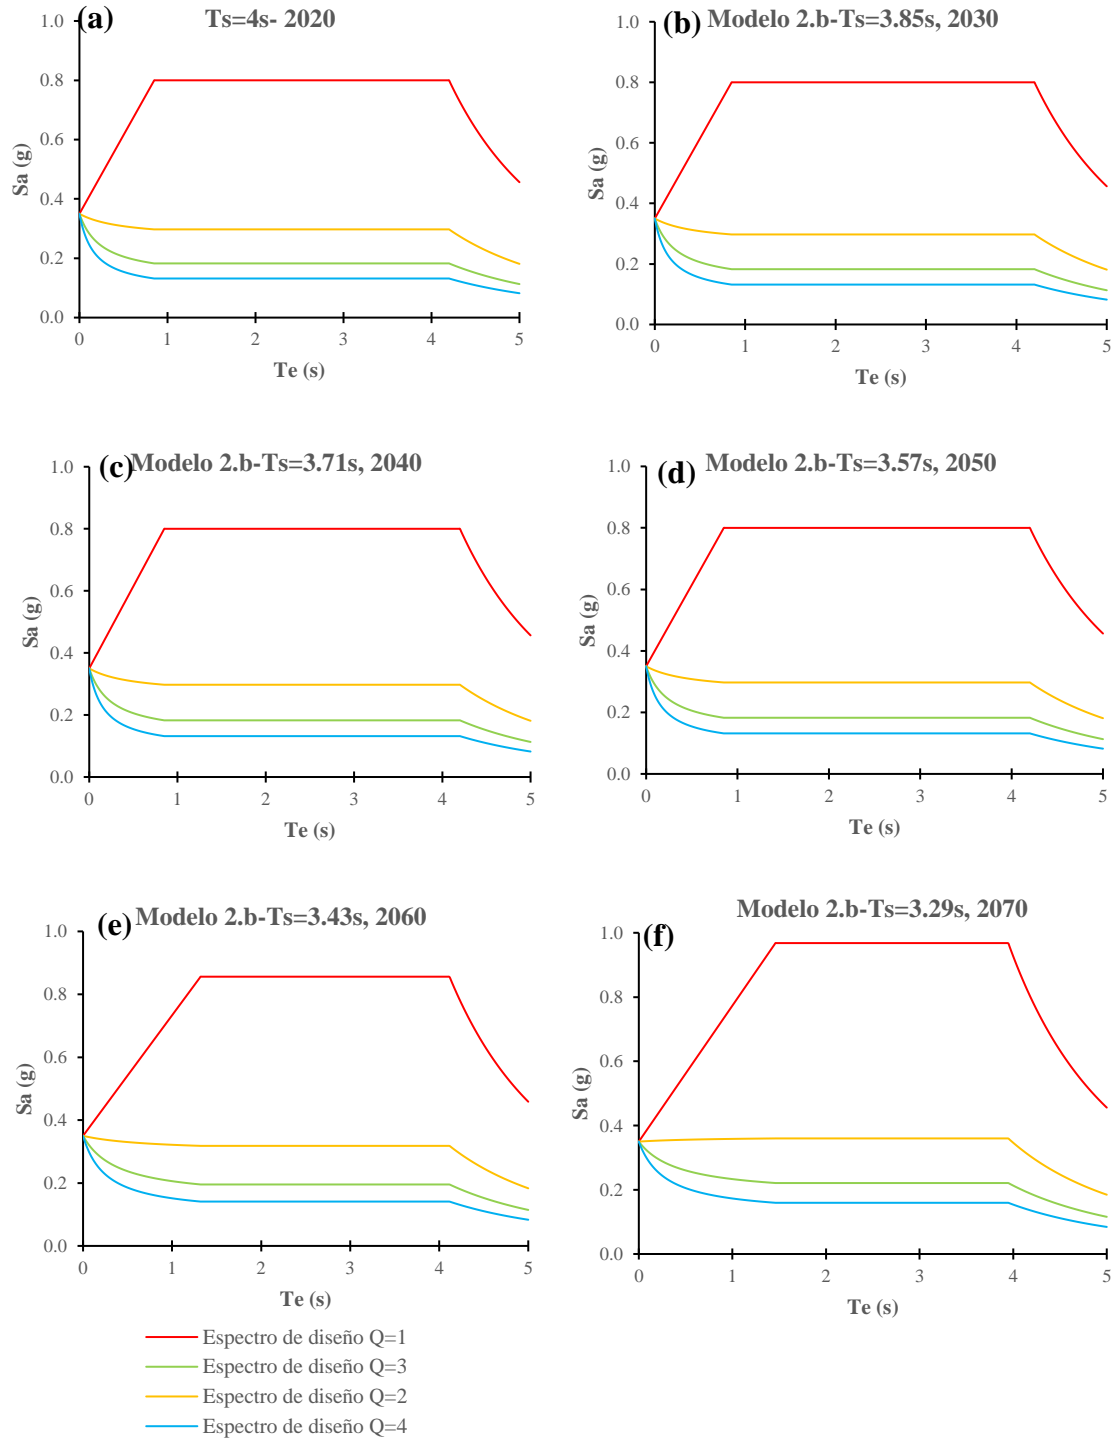 (a) Ts=4s- 2020
1.0
0.8
0.6
0.4
0.2
0.0
Sa (g)
0 1 2 3 4 5
Te (s)
(b) Modelo 2.b-Ts=3.85s, 2030
1.0
0.8
0.6
0.4
0.2
0.0
Sa (g)
0 1 2 3 4 5
Te (s)
(c) Modelo 2.b-Ts=3.71s, 2040
1.0
0.8
0.6
0.4
0.2
0.0
Sa (g)
0 1 2 3 4 5
Te (s)
(d) Modelo 2.b-Ts=3.57s, 2050
1.0
0.8
0.6
0.4
0.2
0.0
Sa (g)
0 1 2 3 4 5
Te (s)
(e) Modelo 2.b-Ts=3.43s, 2060
1.0
0.8
0.6
0.4
0.2
0.0
Sa (g)
0 1 2 3 4 5
Te (s)
(f) Modelo 2.b-Ts=3.29s, 2070
1.0
0.8
0.6
0.4
0.2
0.0
Sa (g)
0 1 2 3 4 5
Te (s)
Espectro de diseño Q=1
Espectro de diseño Q=3
Espectro de diseño Q=2
Espectro de diseño Q=4